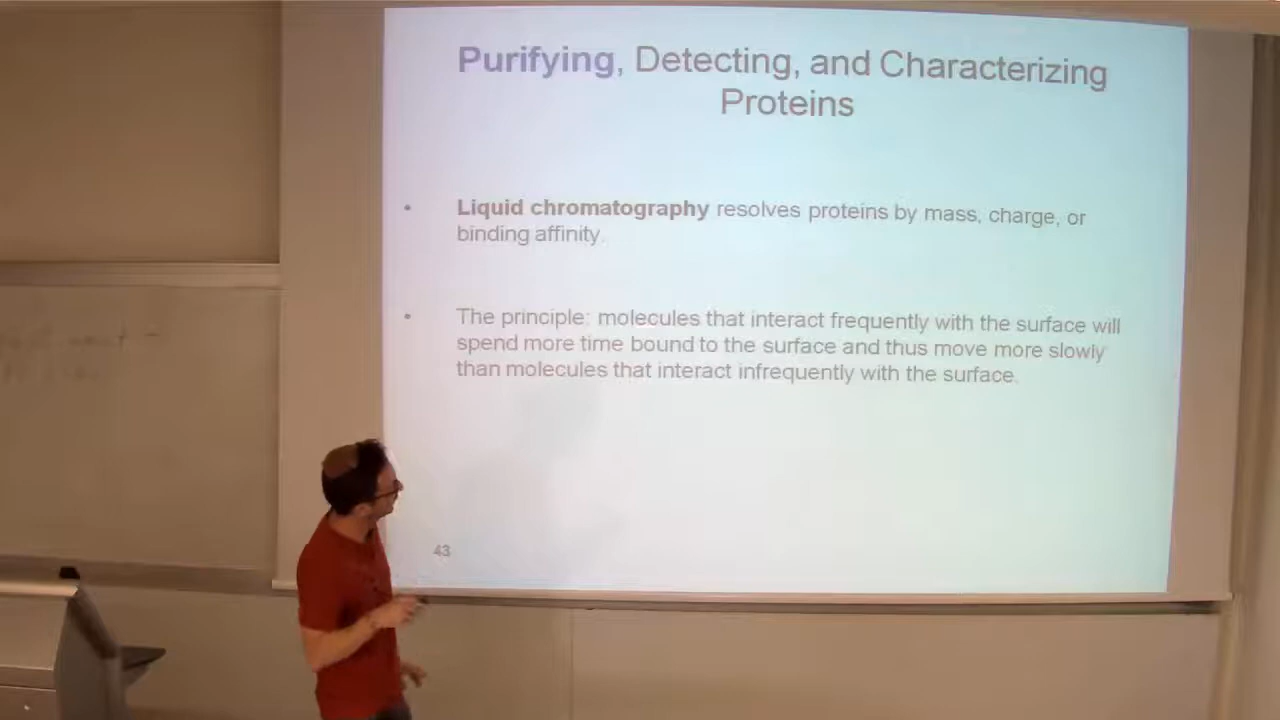 Purifying, Detecting, and Characterizing
Proteins
• Liquid chromatography resolves proteins by mass, charge, or
binding affinity.
• The principle: molecules that interact frequently with the surface will
spend more time bound to the surface and thus move more slowly
than molecules that interact infrequently with the surface.
43